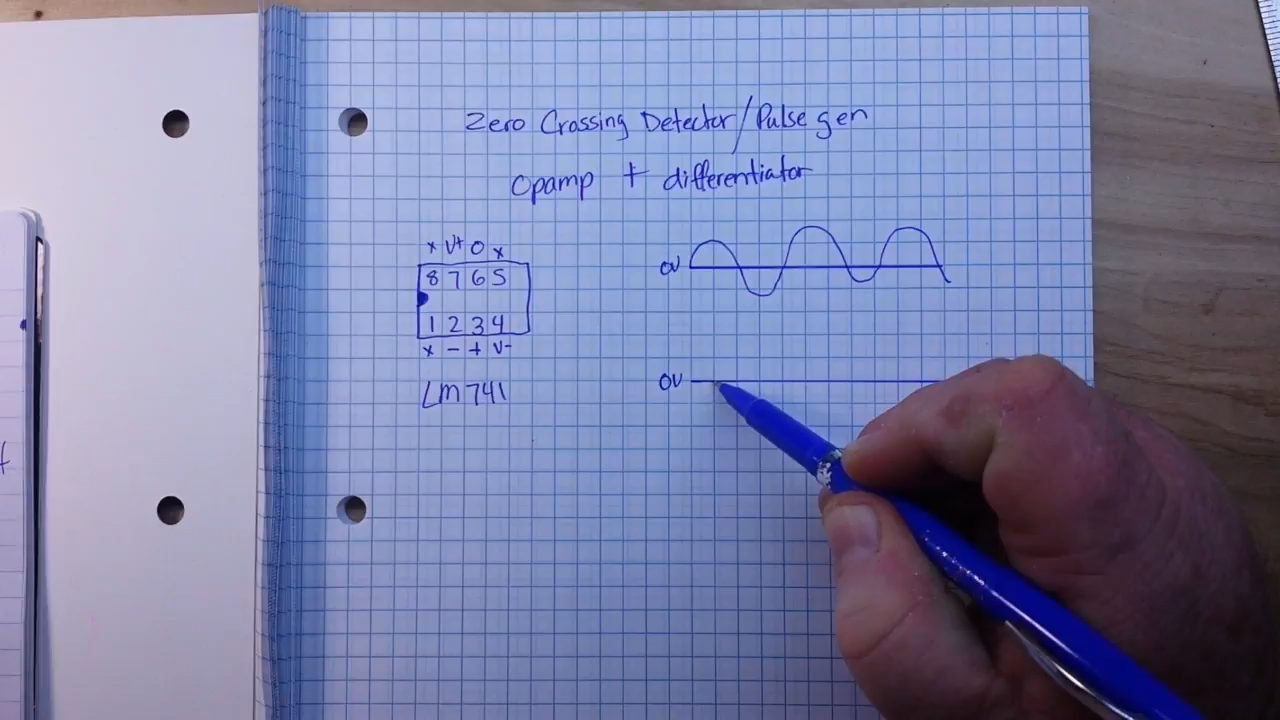 Zero Crossing Detector/Pulse gen
Opamp + differentiator
x V+ O x
8 7 6 5
1 2 3 4
x - + V-
LM741
0V
0V